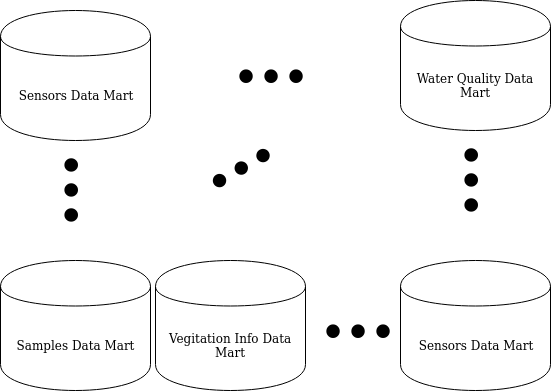 Sensors Data Mart
Water Quality Data
Mart
Samples Data Mart
Vegitation Info Data
Mart
Sensors Data Mart